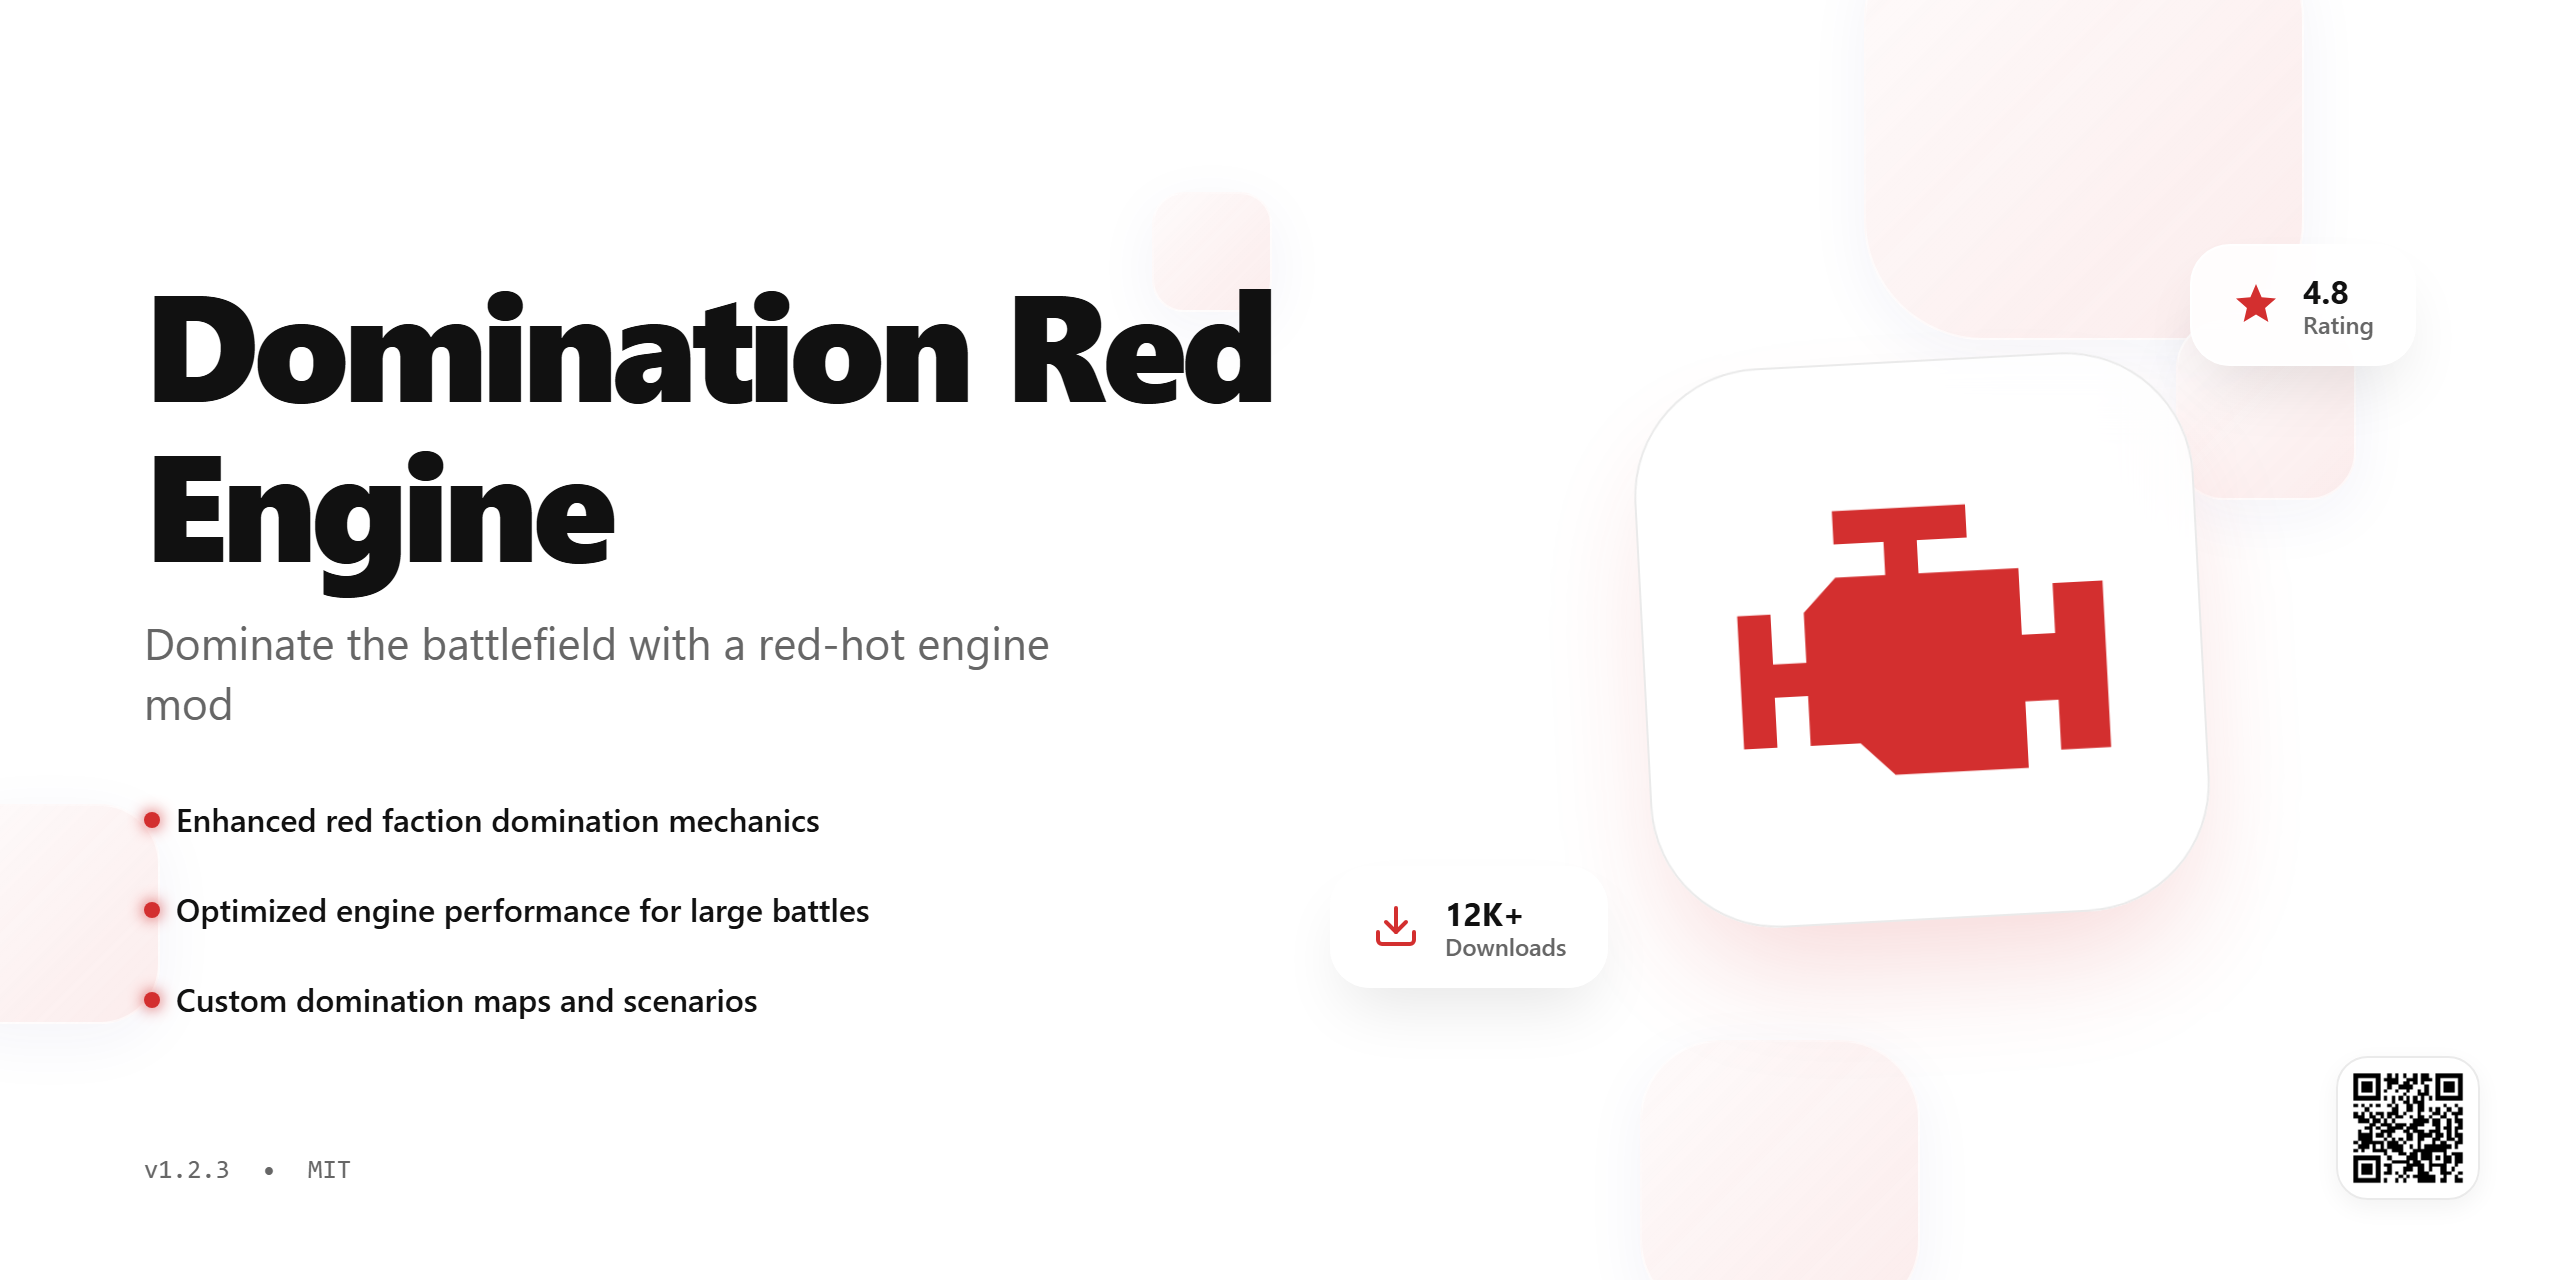 Domination Red
Engine
Dominate the battlefield with a red-hot engine
mod
Enhanced red faction domination mechanics
Optimized engine performance for large battles
Custom domination maps and scenarios
v1.2.3 • MIT
4.8
Rating
12K+
Downloads